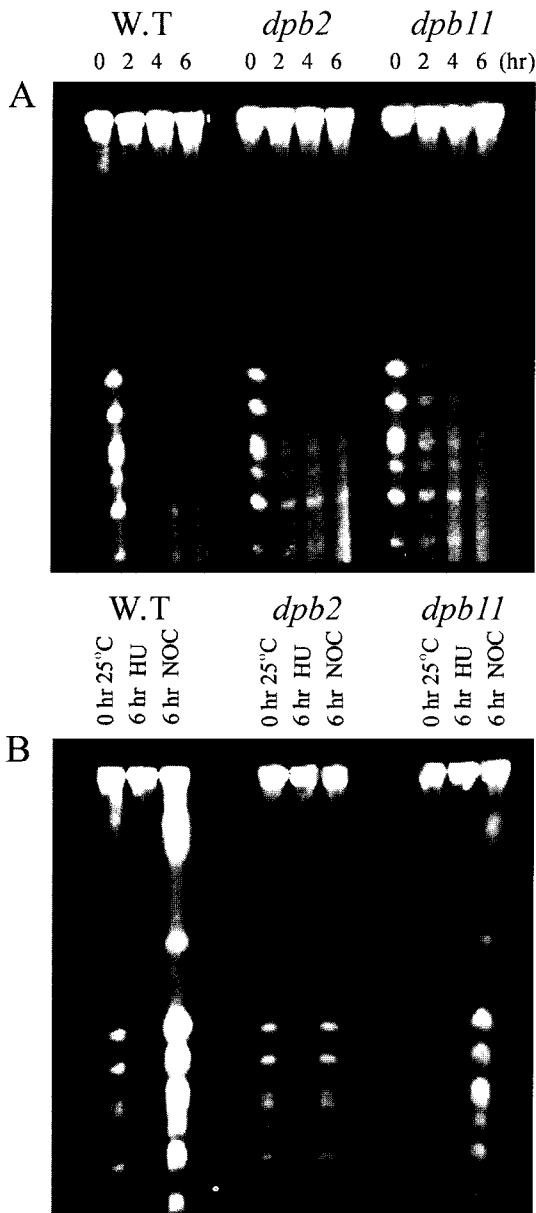 W.T dpb2 dpb11
0 2 4 6 0 2 4 6 0 2 4 6 (hr)
A
W.T dpb2 dpb11
0 hr 25°C 6 hr HU 6 hr NOC 0 hr 25°C 6 hr HU 6 hr NOC 0 hr 25°C 6 hr HU 6 hr NOC
B